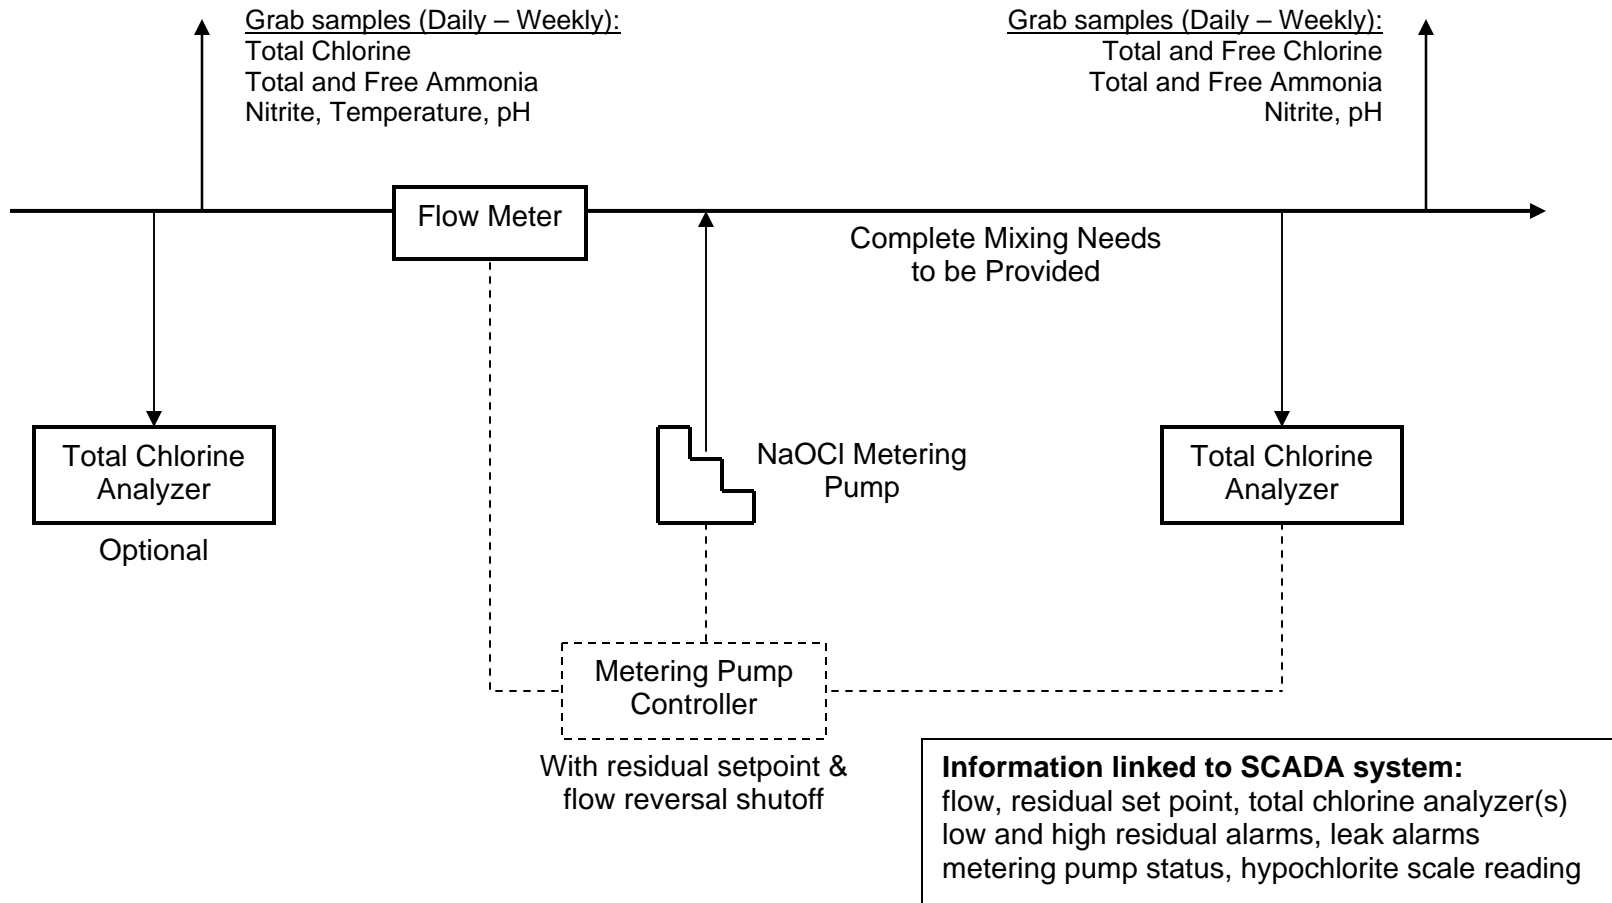 Grab samples (Daily – Weekly):
Total Chlorine
Total and Free Ammonia
Nitrite, Temperature, pH
Grab samples (Daily – Weekly):
Total and Free Chlorine
Total and Free Ammonia
Nitrite, pH
Flow Meter
Complete Mixing Needs
to be Provided
Total Chlorine
Analyzer
Optional
NaOCl Metering
Pump
Total Chlorine
Analyzer
Metering Pump
Controller
With residual setpoint &
flow reversal shutoff
Information linked to SCADA system:
flow, residual set point, total chlorine analyzer(s)
low and high residual alarms, leak alarms
metering pump status, hypochlorite scale reading